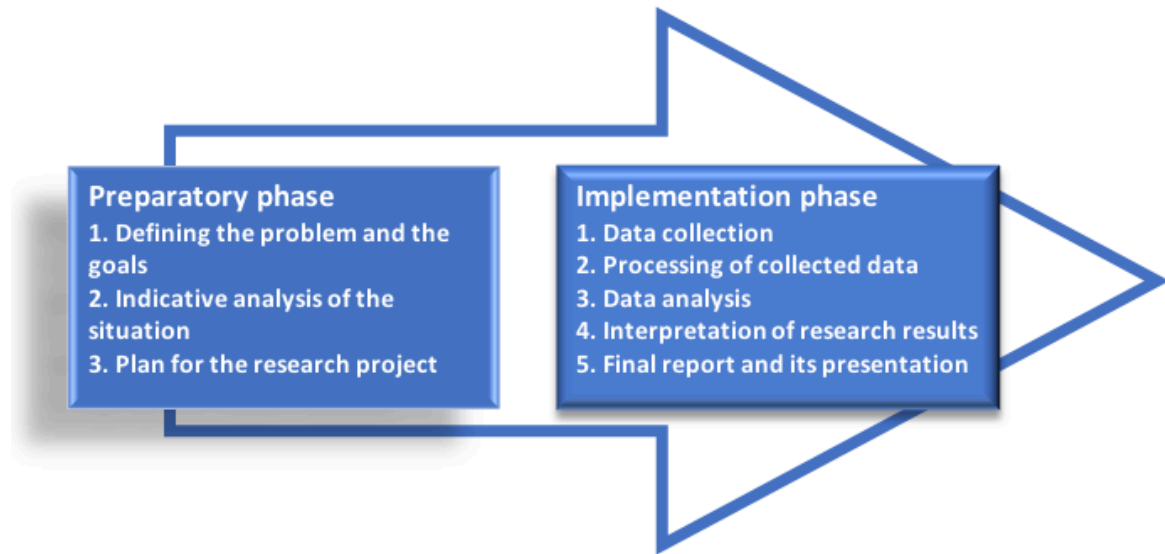 Preparatory phase
1. Defining the problem and the
goals
2. Indicative analysis of the
situation
3. Plan for the research project
Implementation phase
1. Data collection
2. Processing of collected data
3. Data analysis
4. Interpretation of research results
5. Final report and its presentation